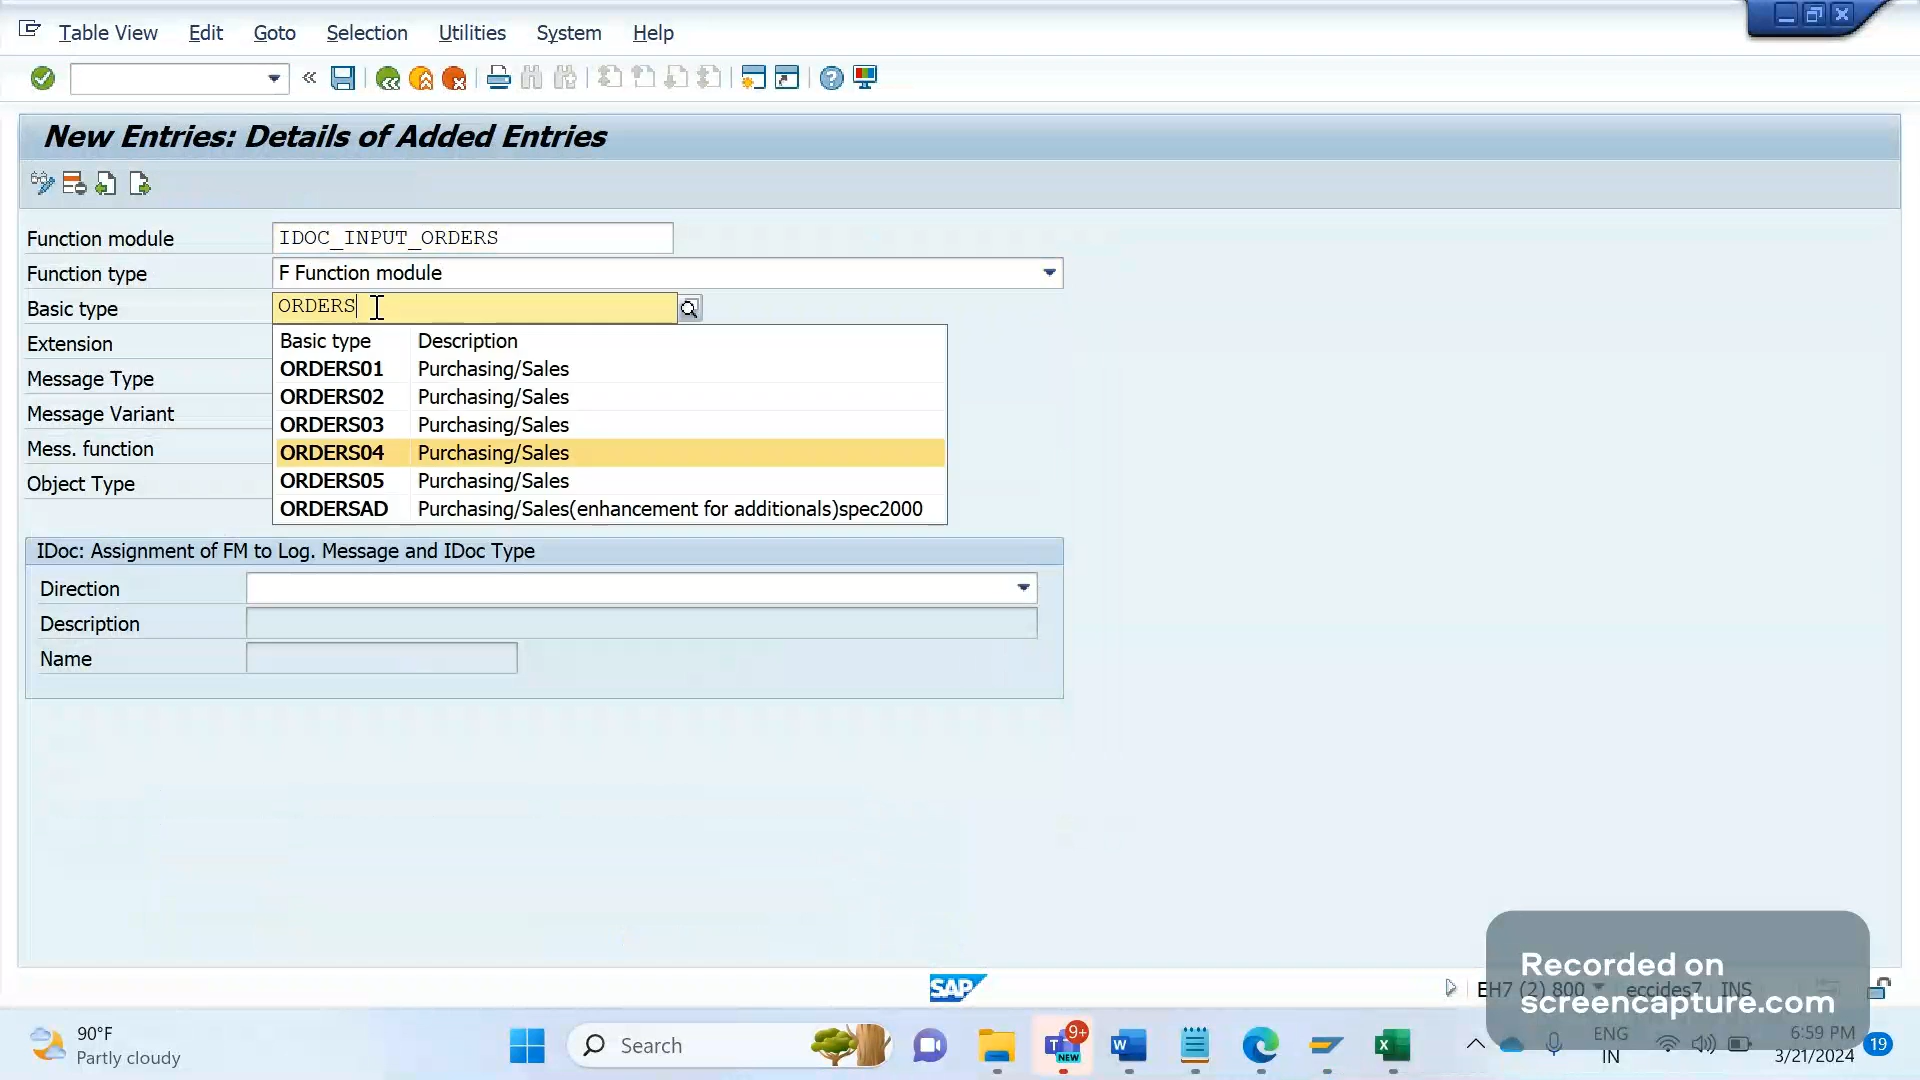 Table View Edit Goto Selection Utilities System Help
New Entries: Details of Added Entries
Function module IDOC_INPUT_ORDERS
Function type F Function module
Basic type ORDERS
Basic type Description
Extension
ORDERS01 Purchasing/Sales
Message Type
ORDERS02 Purchasing/Sales
Message Variant
ORDERS03 Purchasing/Sales
Mess. function
ORDERS04 Purchasing/Sales
Object Type
ORDERS05 Purchasing/Sales
ORDERSAD Purchasing/Sales(enhancement for additionals)spec2000
IDoc: Assignment of FM to Log. Message and IDoc Type
Direction
Description
Name
SAP
EH7 (2) 800 eccides7 INS
Recorded on
screencapture.com
90°F
Partly cloudy
Search
9+
NEW
ENG
IN
6:59 PM
3/21/2024
19